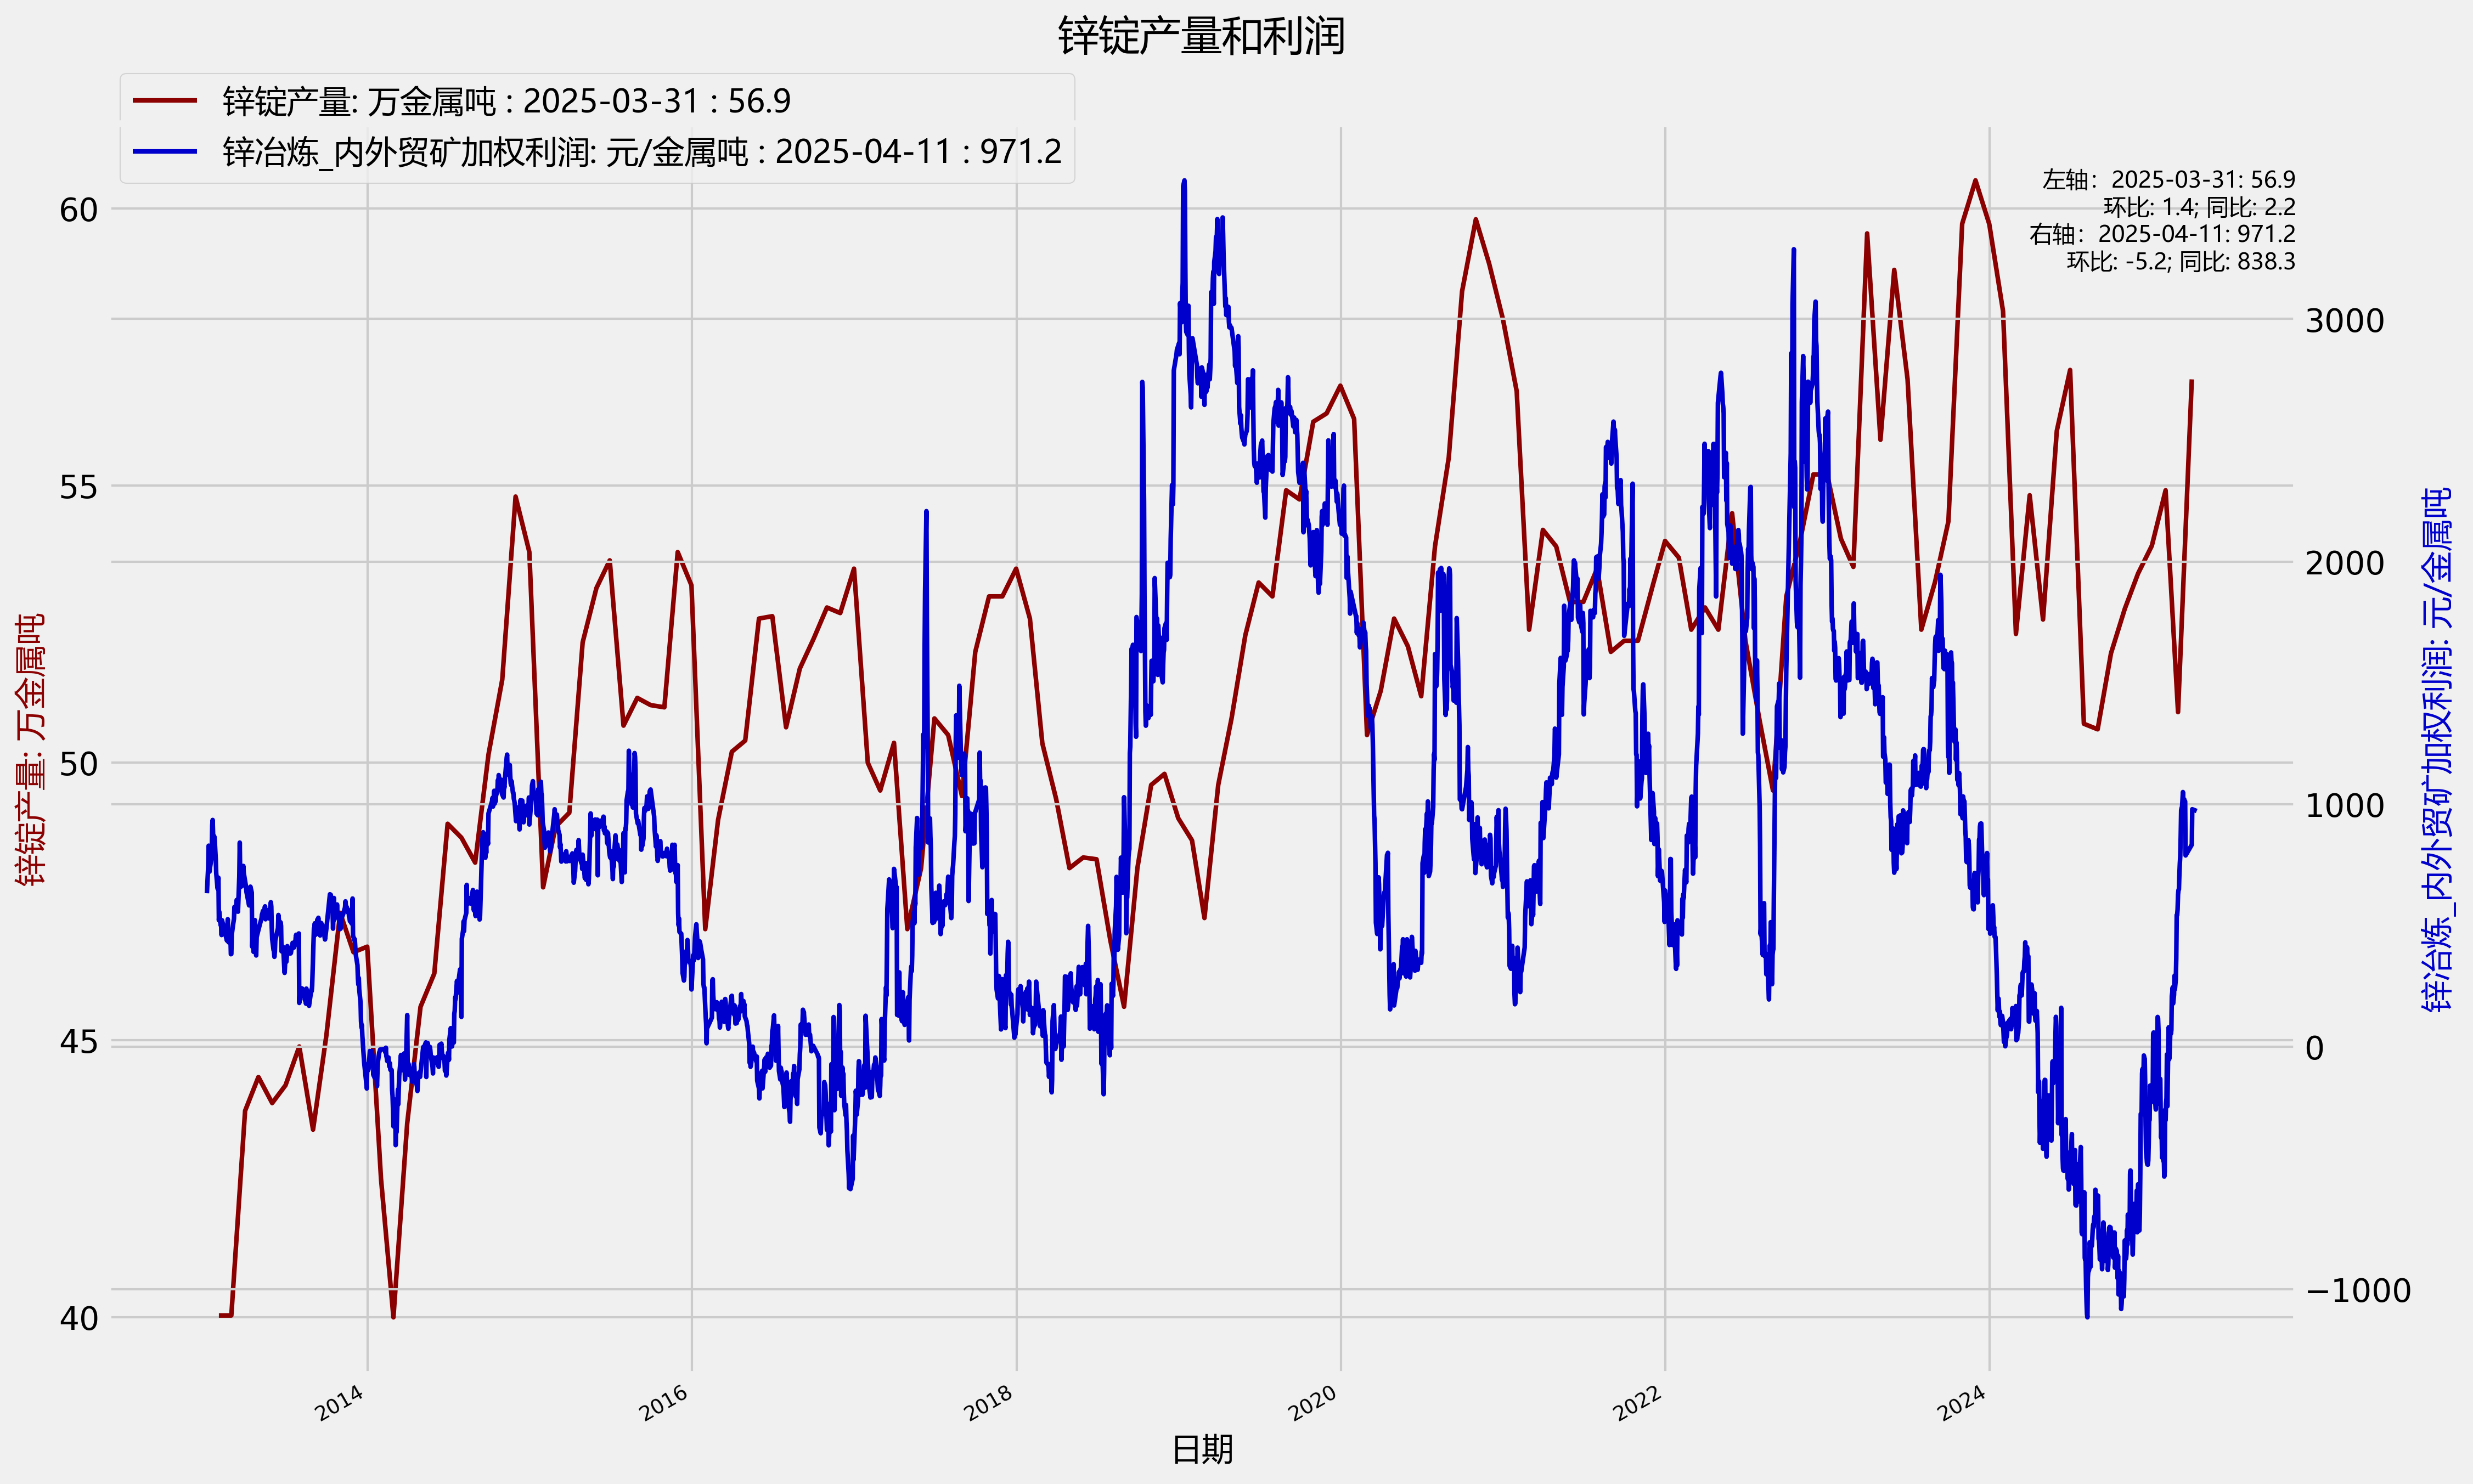 锌锭产量和利润
锌锭产量: 万金属吨 : 2025-03-31 : 56.9
锌冶炼_内外贸矿加权利润: 元/金属吨 : 2025-04-11 : 971.2
左轴: 2025-03-31: 56.9
环比: 1.4; 同比: 2.2
右轴: 2025-04-11: 971.2
环比: -5.2; 同比: 838.3
60
55
50
45
40
锌锭产量: 万金属吨
3000
2000
1000
0
−1000
锌冶炼_内外贸矿加权利润: 元/金属吨
2014
2016
2018
2020
2022
2024
日期